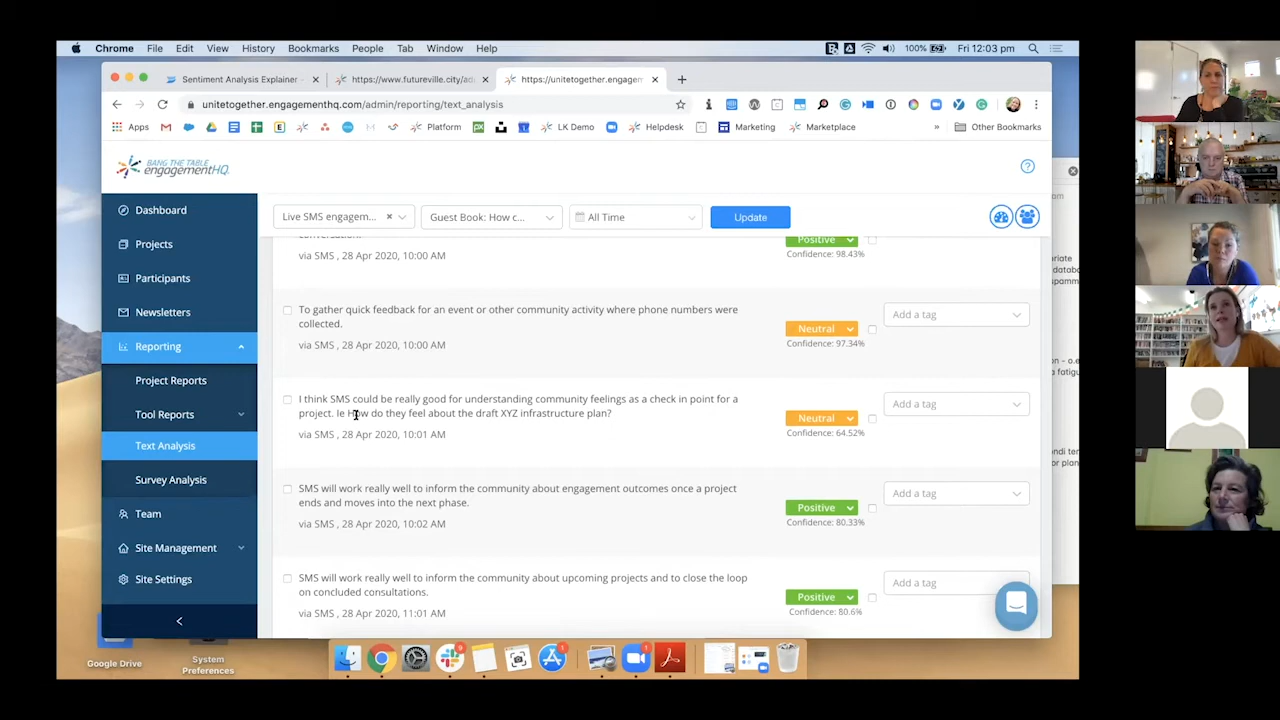 Chrome File Edit View History Bookmarks People Tab Window Help 100% Fri 12:03 pm
Sentiment Analysis Explainer - × https://www.futureville.city/ad × https://unitetogether.engagem × +
unitetogether.engagementhq.com/admin/reporting/text_analysis
Apps Platform LK Demo Helpdesk Marketing Marketplace » Other Bookmarks
BANG THE TABLE
engagementHQ
Dashboard
Projects
Participants
Newsletters
Reporting
Project Reports
Tool Reports
Text Analysis
Survey Analysis
Team
Site Management
Site Settings
<
Live SMS engagem... × Guest Book: How c... All Time Update
conversation.
Positive
via SMS , 28 Apr 2020, 10:00 AM
Confidence: 98.43%
To gather quick feedback for an event or other community activity where phone numbers were
collected.
via SMS , 28 Apr 2020, 10:00 AM
Neutral
Confidence: 97.34%
Add a tag
I think SMS could be really good for understanding community feelings as a check in point for a
project. Ie How do they feel about the draft XYZ infrastructure plan?
via SMS , 28 Apr 2020, 10:01 AM
Neutral
Confidence: 64.52%
Add a tag
SMS will work really well to inform the community about engagement outcomes once a project
ends and moves into the next phase.
via SMS , 28 Apr 2020, 10:02 AM
Positive
Confidence: 80.33%
Add a tag
SMS will work really well to inform the community about upcoming projects and to close the loop
on concluded consultations.
via SMS , 28 Apr 2020, 11:01 AM
Positive
Confidence: 80.6%
Add a tag
Google Drive
System
Preferences